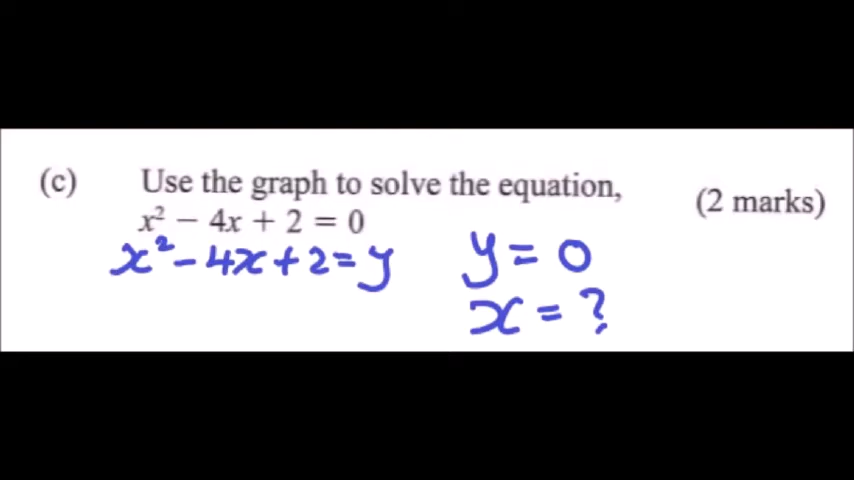 (c) Use the graph to solve the equation, (2 marks)
x² − 4x + 2 = 0
x² − 4x + 2 = y y = 0
x = ?